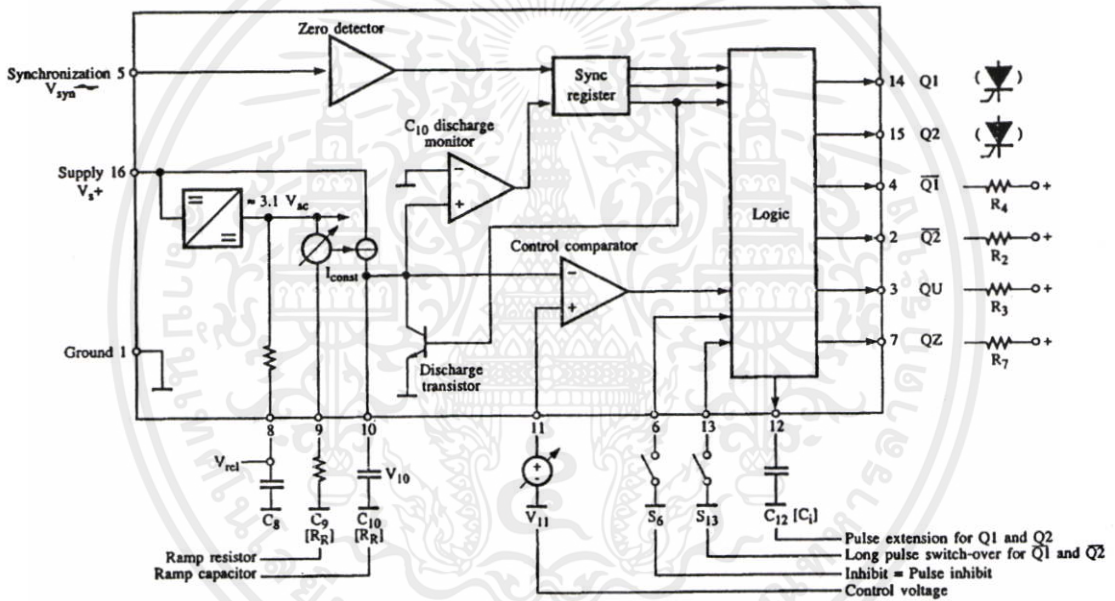 Zero detector
Synchronization 5
V_syn~
Sync
register
14 Q1
( )
C10 discharge
monitor
15 Q2
( )
Supply 16
V_s+
≈ 3.1 V_ac
Logic
4 Q̅1̅
R4
+
Control comparator
2 Q̅2̅
R2
+
I_const
3 QU
R3
+
Ground 1
Discharge
transistor
7 QZ
R7
+
8
9
10
11
6
13
12
V_rel
V10
C8
C9
[R_R]
C10
[R_R]
V11
S6
S13
C12 [C_i]
Ramp resistor
Ramp capacitor
Pulse extension for Q1 and Q2
Long pulse switch-over for Q̅1̅ and Q̅2̅
Inhibit = Pulse inhibit
Control voltage